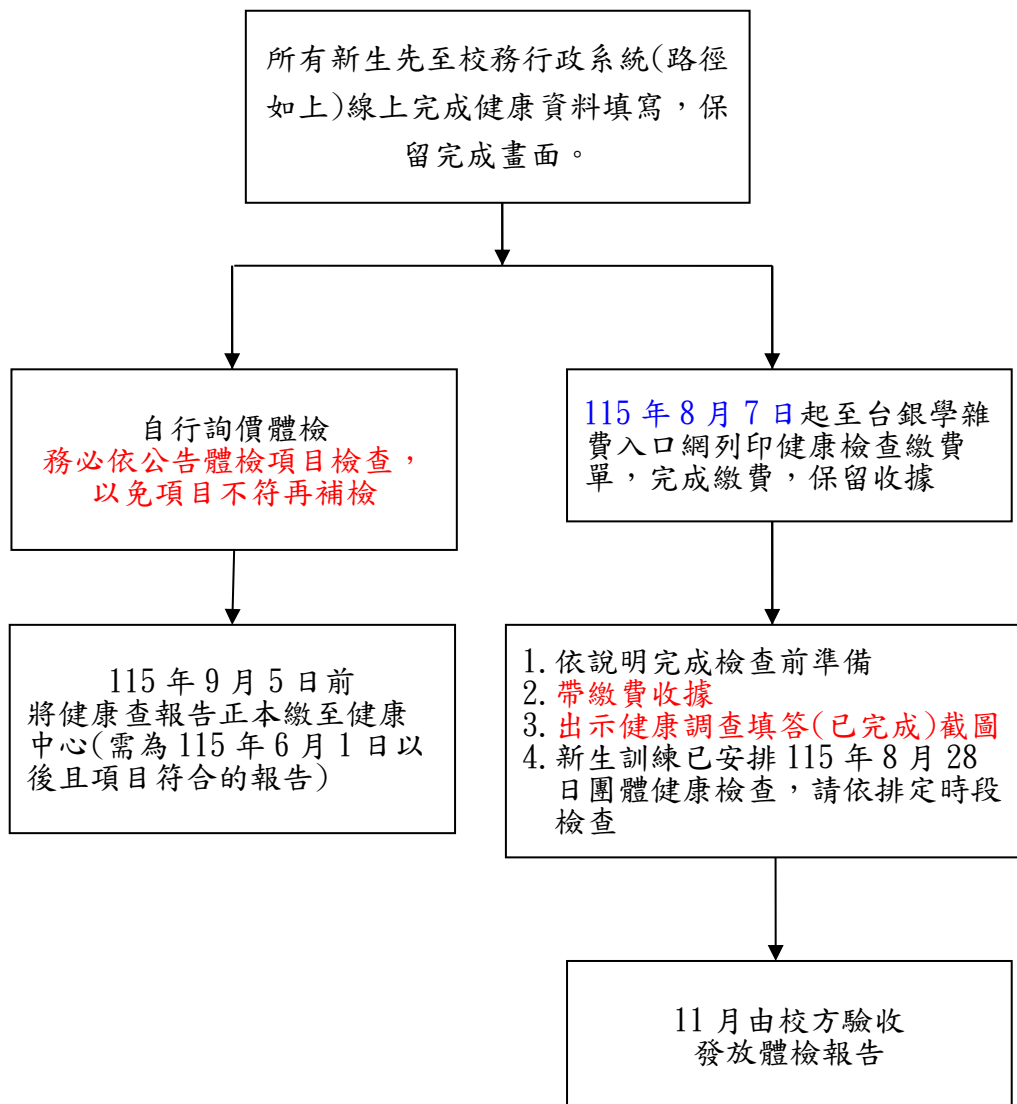 所有新生先至校務行政系統(路徑
如上)線上完成健康資料填寫，保
留完成畫面。
自行詢價體檢
務必依公告體檢項目檢查，
以免項目不符再補檢
115 年 8 月 7 日起至台銀學雜
費入口網列印健康檢查繳費
單，完成繳費，保留收據
115 年 9 月 5 日前
將健康查報告正本繳至健康
中心(需為 115 年 6 月 1 日以
後且項目符合的報告)
1. 依說明完成檢查前準備
2. 帶繳費收據
3. 出示健康調查填答(已完成)截圖
4. 新生訓練已安排 115 年 8 月 28
日團體健康檢查，請依排定時段
檢查
11 月由校方驗收
發放體檢報告